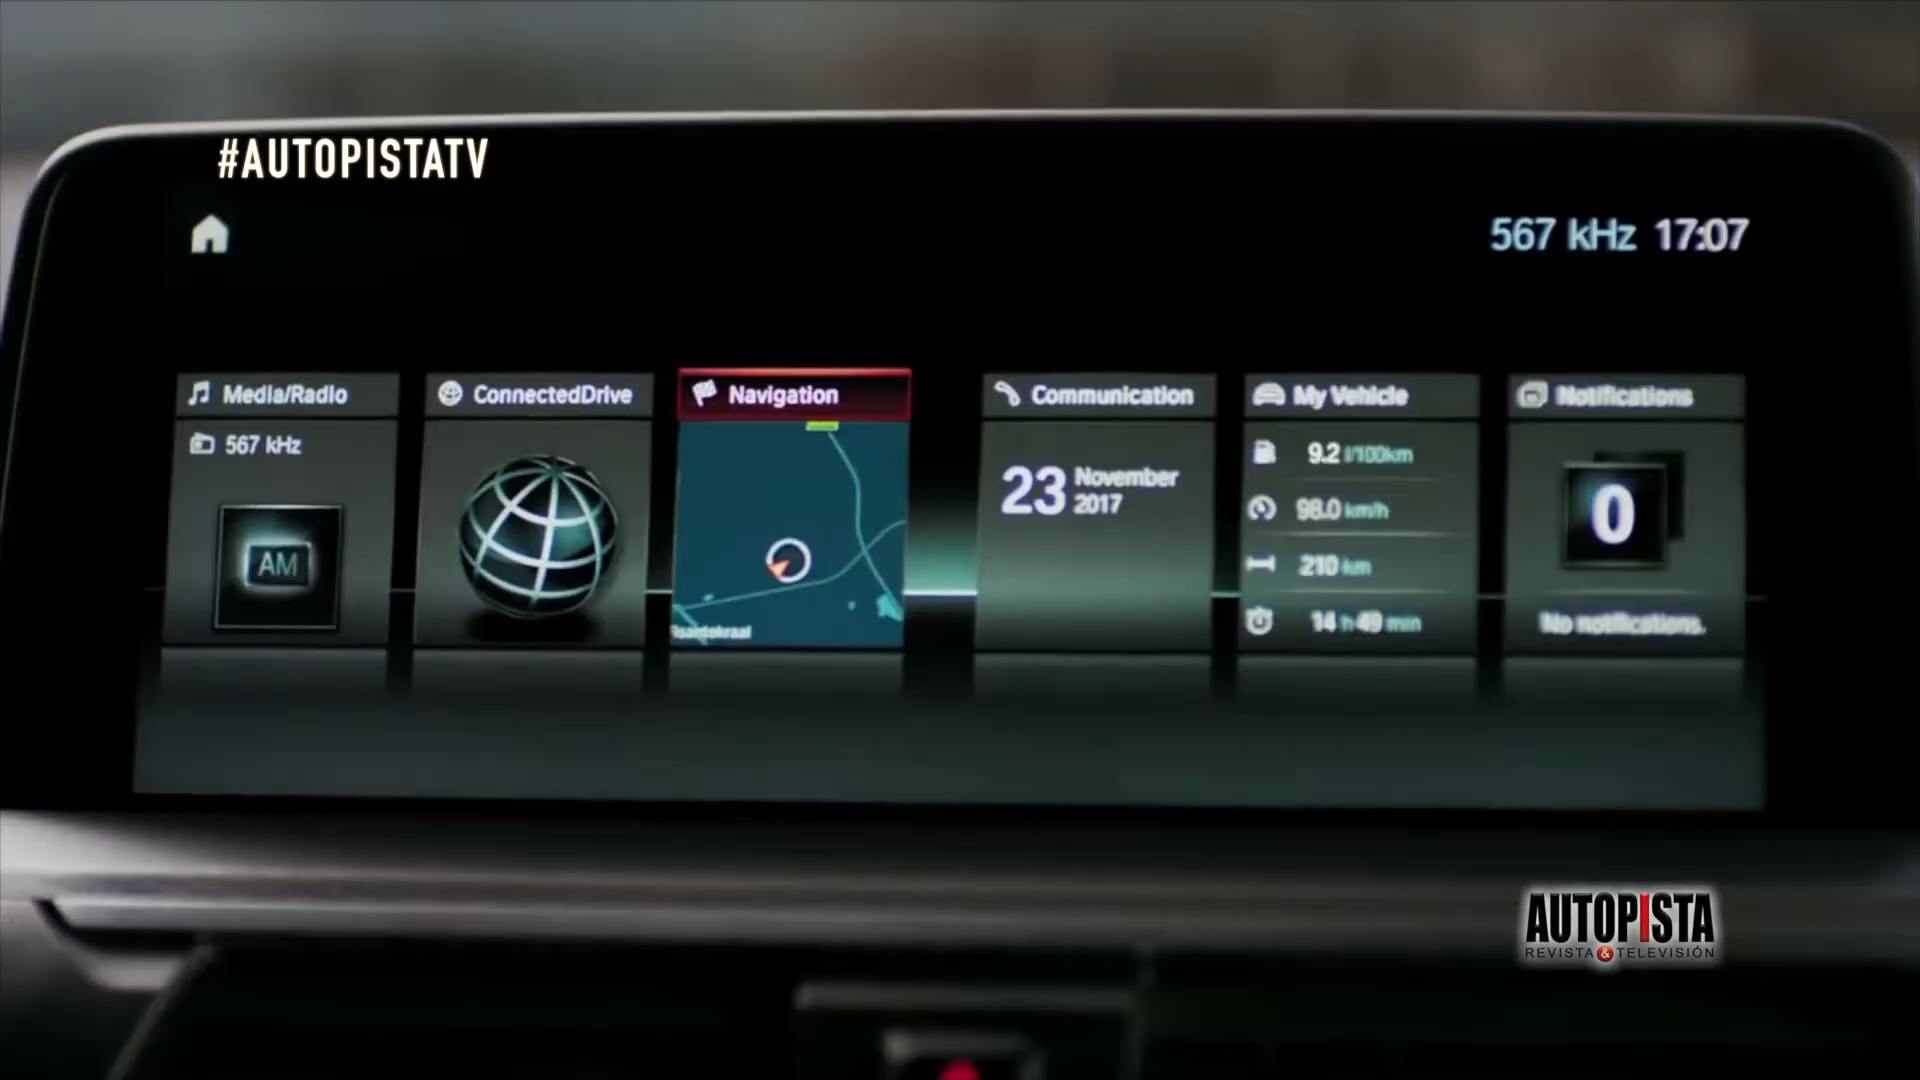 #AUTOPISTATV
567 kHz 17:07
Media/Radio
ConnectedDrive
Navigation
Communication
My Vehicle
Notifications
567 kHz
AM
23 November
2017
9.2 l/100km
98.0 km/h
210 km
14 h 49 min
0
No notifications.
AUTOPISTA
REVISTA & TELEVISIÓN